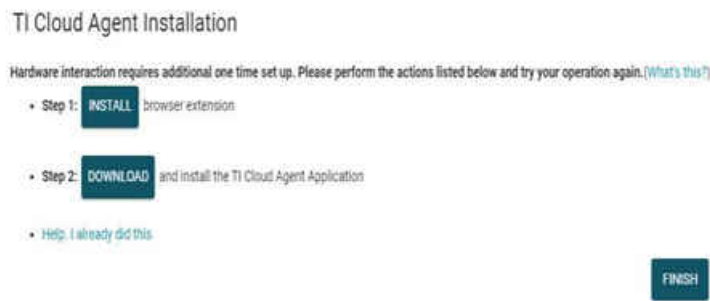 TI Cloud Agent Installation
Hardware interaction requires additional one time set up. Please perform the actions listed below and try your operation again.(What's this?)
• Step 1: INSTALL browser extension
• Step 2: DOWNLOAD and install the TI Cloud Agent Application
• Help. I already did this
FINISH